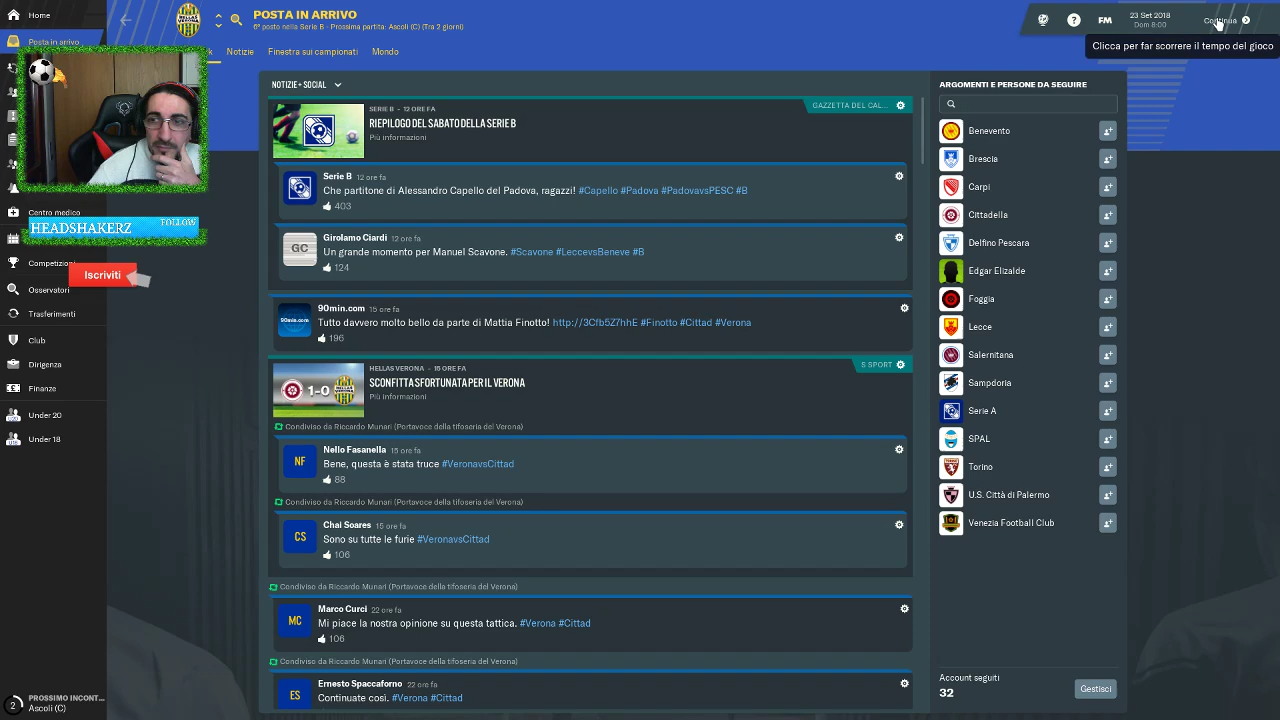 Home
POSTA IN ARRIVO
6° posto nella Serie B - Prossima partita: Ascoli (C) (Tra 2 giorni)
FM
23 Set 2018
Dom 8:00
Continua
Clicca per far scorrere il tempo del gioco
Posta in arrivo
Notizie
Finestra sui campionati
Mondo
HEADSHAKERZ
FOLLOW
Iscriviti
Centro medico
Competizioni
Osservatori
Trasferimenti
Club
Dirigenza
Finanze
Under 20
Under 18
2
PROSSIMO INCONT...
Ascoli (C)
NOTIZIE + SOCIAL
SERIE B - 12 ORE FA
GAZZETTA DEL CAL...
RIEPILOGO DEL SABATO DELLA SERIE B
Più informazioni
Serie B 12 ore fa
Che partitone di Alessandro Capello del Padova, ragazzi! #Capello #Padova #PadovavsPESC #B
403
GC
Girolamo Ciardi 12 ore fa
Un grande momento per Manuel Scavone. #Scavone #LeccevsBeneve #B
124
90min.com
90min.com 15 ore fa
Tutto davvero molto bello da parte di Mattia Finotto! http://3Cfb5Z7hhE #Finotto #Cittad #Verona
196
HELLAS VERONA - 15 ORE FA
S SPORT
1-0
SCONFITTA SFORTUNATA PER IL VERONA
Più informazioni
Condiviso da Riccardo Munari (Portavoce della tifoseria del Verona)
NF
Nello Fasanella 15 ore fa
Bene, questa è stata truce #VeronavsCittad
88
Condiviso da Riccardo Munari (Portavoce della tifoseria del Verona)
CS
Chai Soares 15 ore fa
Sono su tutte le furie #VeronavsCittad
106
Condiviso da Riccardo Munari (Portavoce della tifoseria del Verona)
MC
Marco Curci 22 ore fa
Mi piace la nostra opinione su questa tattica. #Verona #Cittad
106
Condiviso da Riccardo Munari (Portavoce della tifoseria del Verona)
ES
Ernesto Spaccaforno 22 ore fa
Continuate così. #Verona #Cittad
ARGOMENTI E PERSONE DA SEGUIRE
Benevento
Brescia
Carpi
Cittadella
Delfino Pescara
Edgar Elizalde
Foggia
Lecce
Salernitana
Sampdoria
Serie A
SPAL
Torino
U.S. Città di Palermo
Venezia Football Club
Account seguiti
32
Gestisci